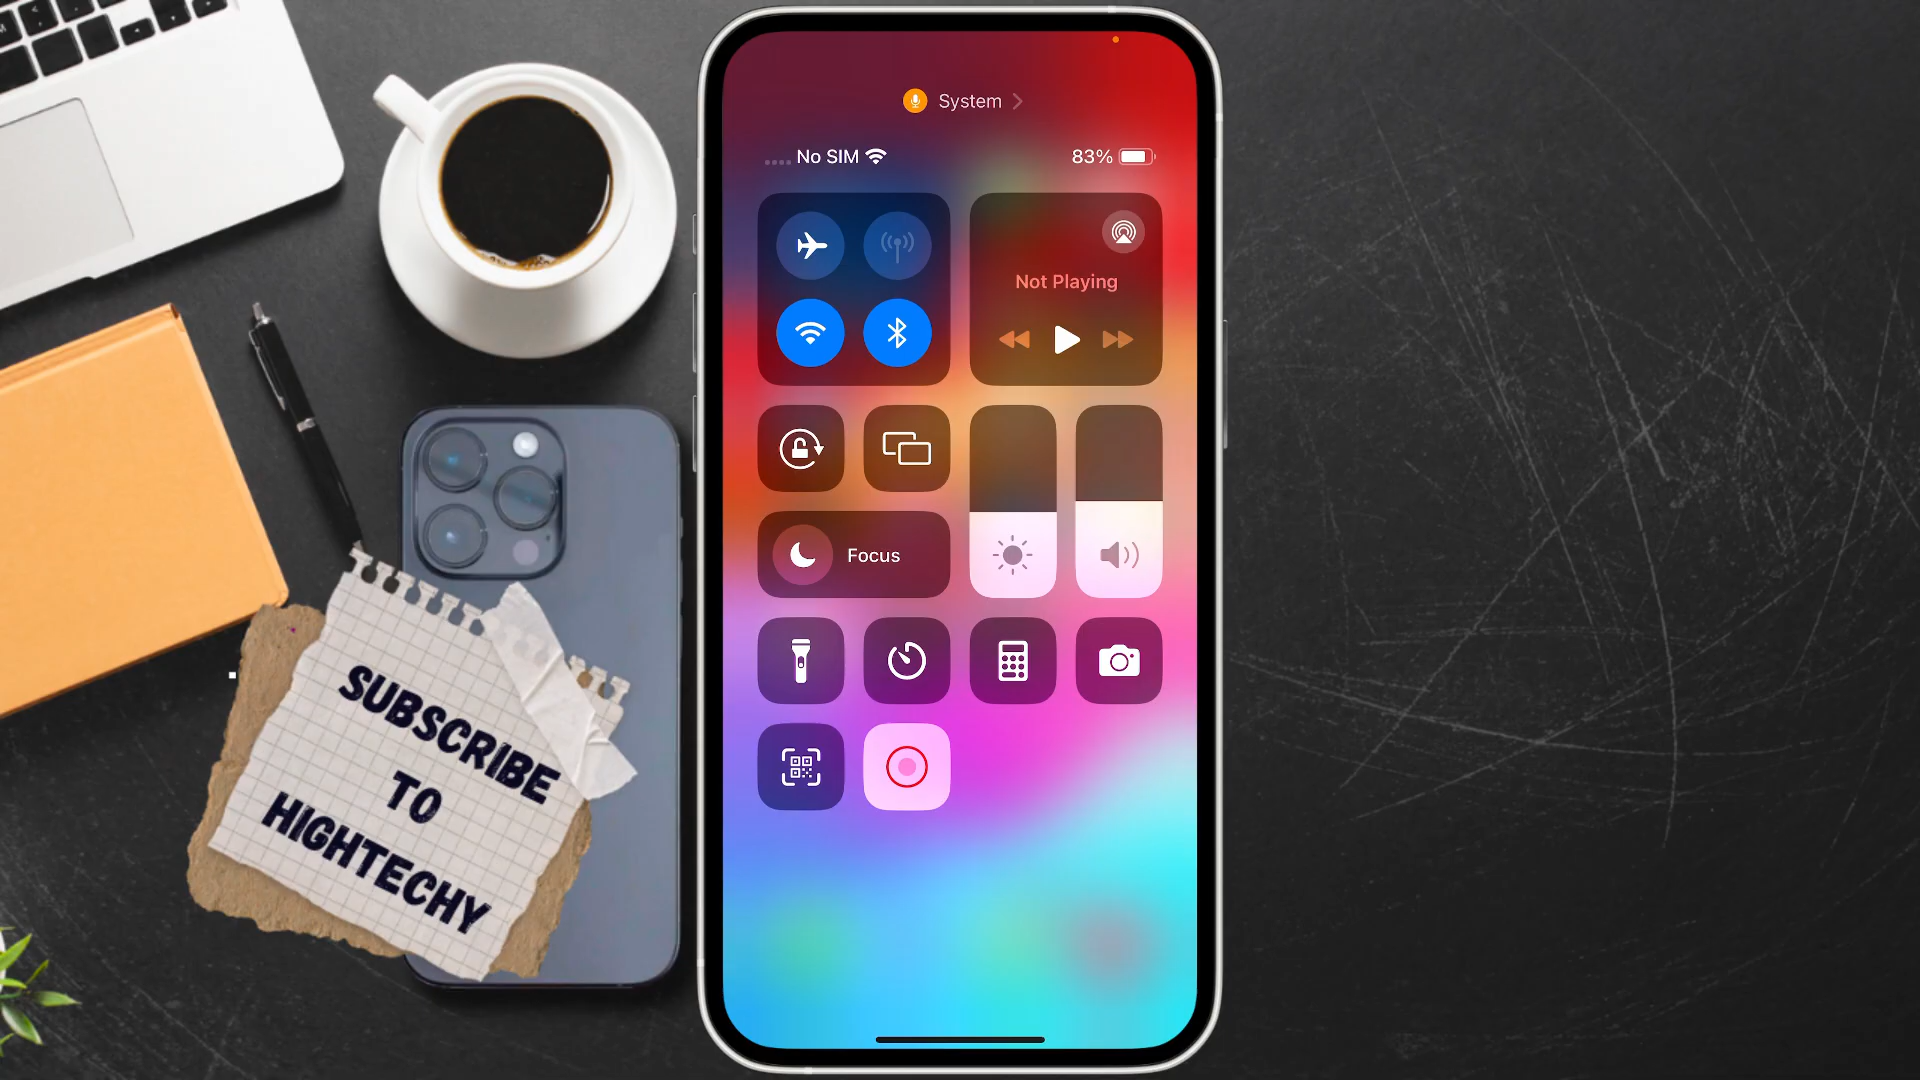 System
No SIM
83%
Not Playing
Focus
SUBSCRIBE
TO
HIGHTECHY